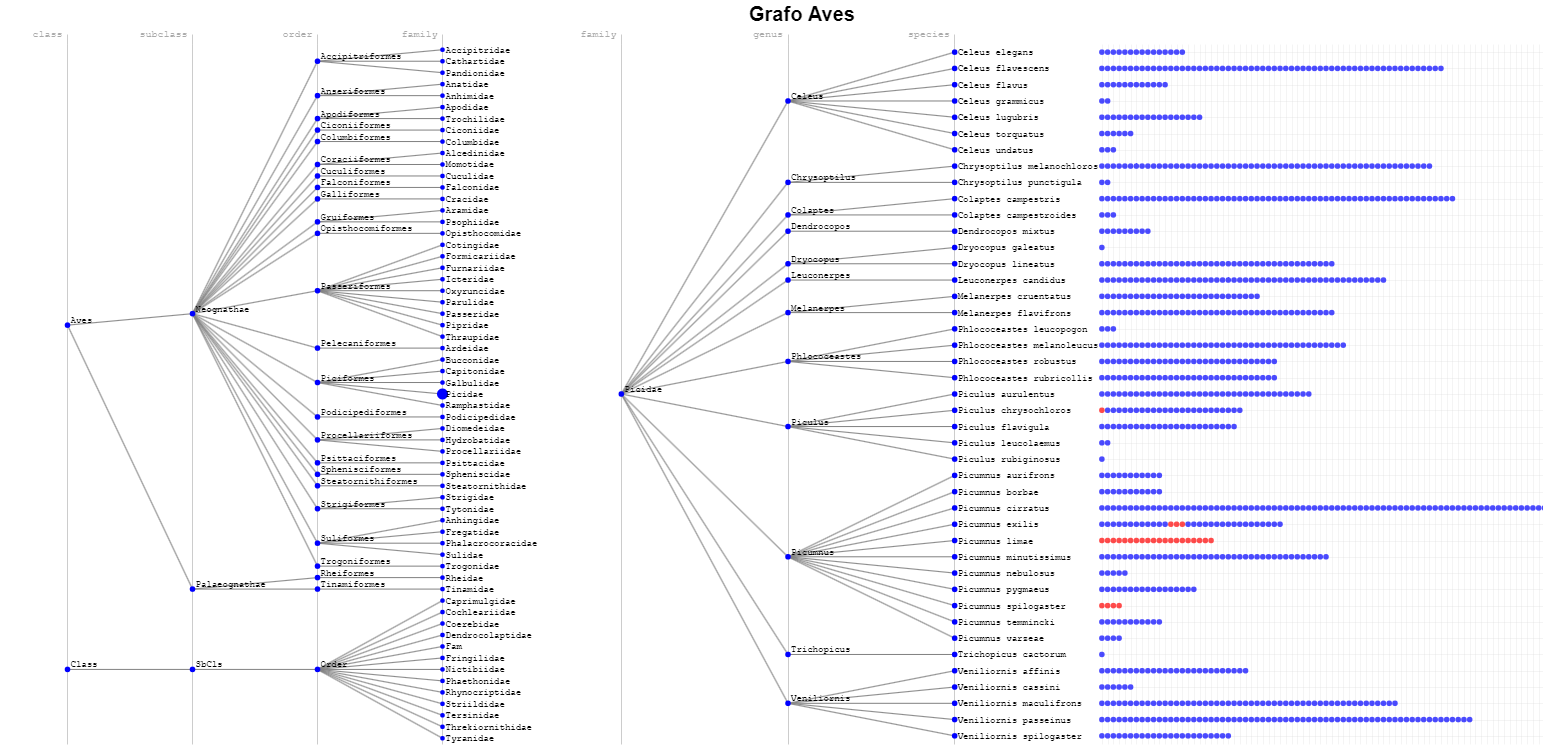 Grafo Aves
class
subclass
order
family
family
genus
species
Aves
Class
Neognathae
Palaeognathae
SbCls
Accipitriformes
Anseriformes
Apodiformes
Ciconiiformes
Columbiformes
Coraciiformes
Cuculiformes
Falconiformes
Galliformes
Gruiformes
Opisthocomiformes
Passeriformes
Pelecaniformes
Piciformes
Podicipediformes
Procellariiformes
Psittaciformes
Sphenisciformes
Steatornithiformes
Strigiformes
Suliformes
Trogoniformes
Rheiformes
Tinamiformes
Order
Accipitridae
Cathartidae
Pandionidae
Anatidae
Anhimidae
Apodidae
Trochilidae
Ciconiidae
Columbidae
Alcedinidae
Momotidae
Cuculidae
Falconidae
Cracidae
Aramidae
Psophiidae
Opisthocomidae
Cotingidae
Formicariidae
Furnariidae
Icteridae
Oxyruncidae
Parulidae
Passeridae
Pipridae
Thraupidae
Ardeidae
Bucconidae
Capitonidae
Galbulidae
Picidae
Ramphastidae
Podicipedidae
Diomedeidae
Hydrobatidae
Procellariidae
Psittacidae
Spheniscidae
Steatornithidae
Strigidae
Tytonidae
Anhingidae
Fregatidae
Phalacrocoracidae
Sulidae
Trogonidae
Rheidae
Tinamidae
Caprimulgidae
Cochleariidae
Coerebidae
Dendrocolaptidae
Fam
Fringilidae
Nictibiidae
Phaethonidae
Rhynocriptidae
Striildidae
Tersinidae
Threkiornithidae
Tyranidae
Picidae
Celeus
Chrysoptilus
Colaptes
Dendrocopos
Dryocopus
Leuconerpes
Melanerpes
Phlococeastes
Piculus
Picumnus
Trichopicus
Veniliornis
Celeus elegans
Celeus flavescens
Celeus flavus
Celeus grammicus
Celeus lugubris
Celeus torquatus
Celeus undatus
Chrysoptilus melanochloros
Chrysoptilus punctigula
Colaptes campestris
Colaptes campestroides
Dendrocopos mixtus
Dryocopus galeatus
Dryocopus lineatus
Leuconerpes candidus
Melanerpes cruentatus
Melanerpes flavifrons
Phlococeastes leucopogon
Phlococeastes melanoleucus
Phlococeastes robustus
Phlococeastes rubricollis
Piculus aurulentus
Piculus chrysochloros
Piculus flavigula
Piculus leucolaemus
Piculus rubiginosus
Picumnus aurifrons
Picumnus borbae
Picumnus cirratus
Picumnus exilis
Picumnus limae
Picumnus minutissimus
Picumnus nebulosus
Picumnus pygmaeus
Picumnus spilogaster
Picumnus temmincki
Picumnus varzeae
Trichopicus cactorum
Veniliornis affinis
Veniliornis cassini
Veniliornis maculifrons
Veniliornis passeinus
Veniliornis spilogaster